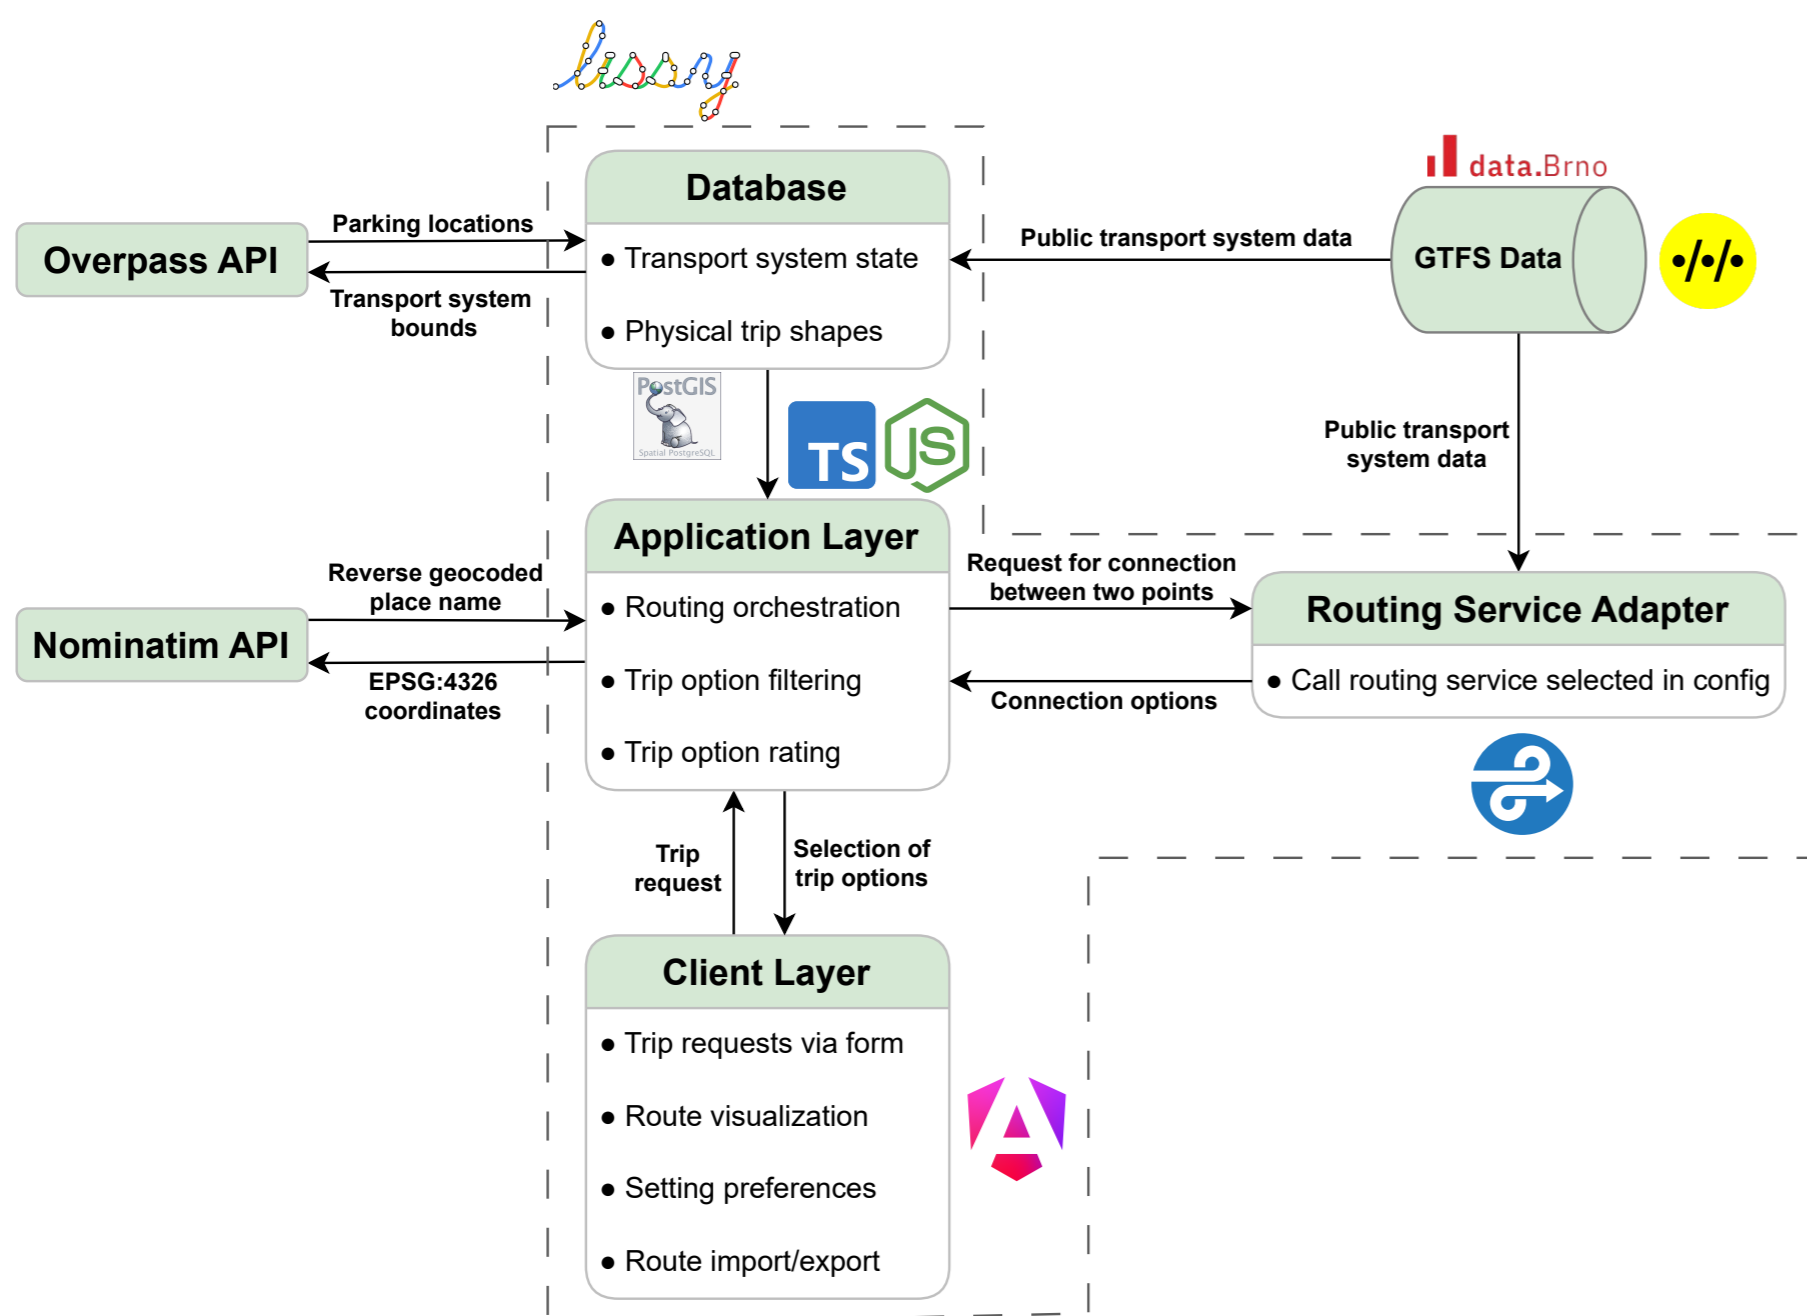 lissy
data.Brno
Database
Parking locations
Overpass API
● Transport system state
Public transport system data
GTFS Data
•/•/•
Transport system
bounds
● Physical trip shapes
PostGIS
Spatial PostgreSQL
TS
JS
Public transport
system data
Application Layer
Reverse geocoded
place name
Request for connection
between two points
Nominatim API
● Routing orchestration
Routing Service Adapter
EPSG:4326
coordinates
● Trip option filtering
● Call routing service selected in config
Connection options
● Trip option rating
Trip
request
Selection of
trip options
Client Layer
● Trip requests via form
● Route visualization
● Setting preferences
● Route import/export